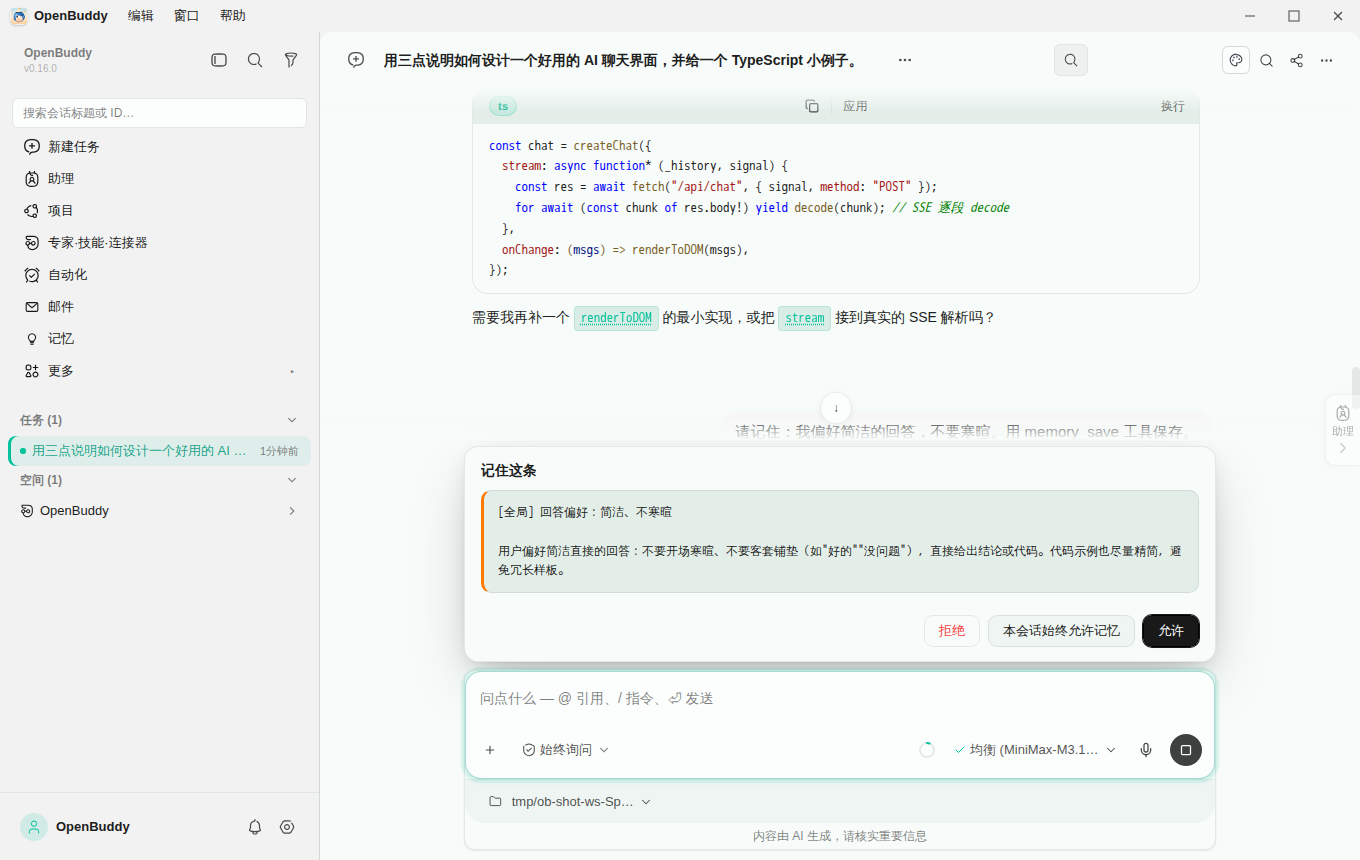 OpenBuddy 编辑 窗口 帮助
OpenBuddy
v0.16.0
搜索会话标题或 ID…
新建任务
助理
项目
专家·技能·连接器
自动化
邮件
记忆
更多
任务 (1)
用三点说明如何设计一个好用的 AI … 1分钟前
空间 (1)
OpenBuddy
OpenBuddy
用三点说明如何设计一个好用的 AI 聊天界面，并给一个 TypeScript 小例子。
ts 应用 换行
const chat = createChat({
stream: async function* (_history, signal) {
const res = await fetch("/api/chat", { signal, method: "POST" });
for await (const chunk of res.body!) yield decode(chunk); // SSE 逐段 decode
},
onChange: (msgs) => renderToDOM(msgs),
});
需要我再补一个 renderToDOM 的最小实现，或把 stream 接到真实的 SSE 解析吗？
↓
请记住：我偏好简洁的回答，不要寒暄。用 memory_save 工具保存。
助理
记住这条
[全局] 回答偏好：简洁、不寒暄
用户偏好简洁直接的回答：不要开场寒暄、不要客套铺垫（如"好的""没问题"），直接给出结论或代码。代码示例也尽量精简，避
免冗长样板。
拒绝 本会话始终允许记忆 允许
问点什么 — @ 引用、/ 指令、⏎ 发送
始终询问 均衡 (MiniMax-M3.1…
tmp/ob-shot-ws-Sp…
内容由 AI 生成，请核实重要信息